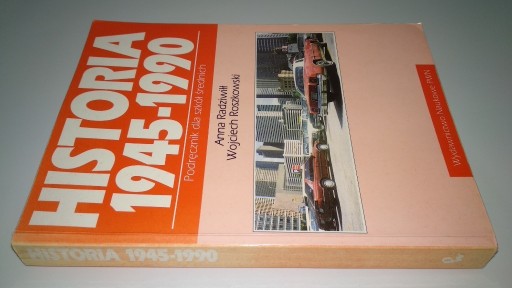 HISTORIA
1945-1990
Podręcznik dla szkół średnich
Anna Radziwiłł
Wojciech Roszkowski
Wydawnictwo Naukowe PWN
HISTORIA 1945-1990